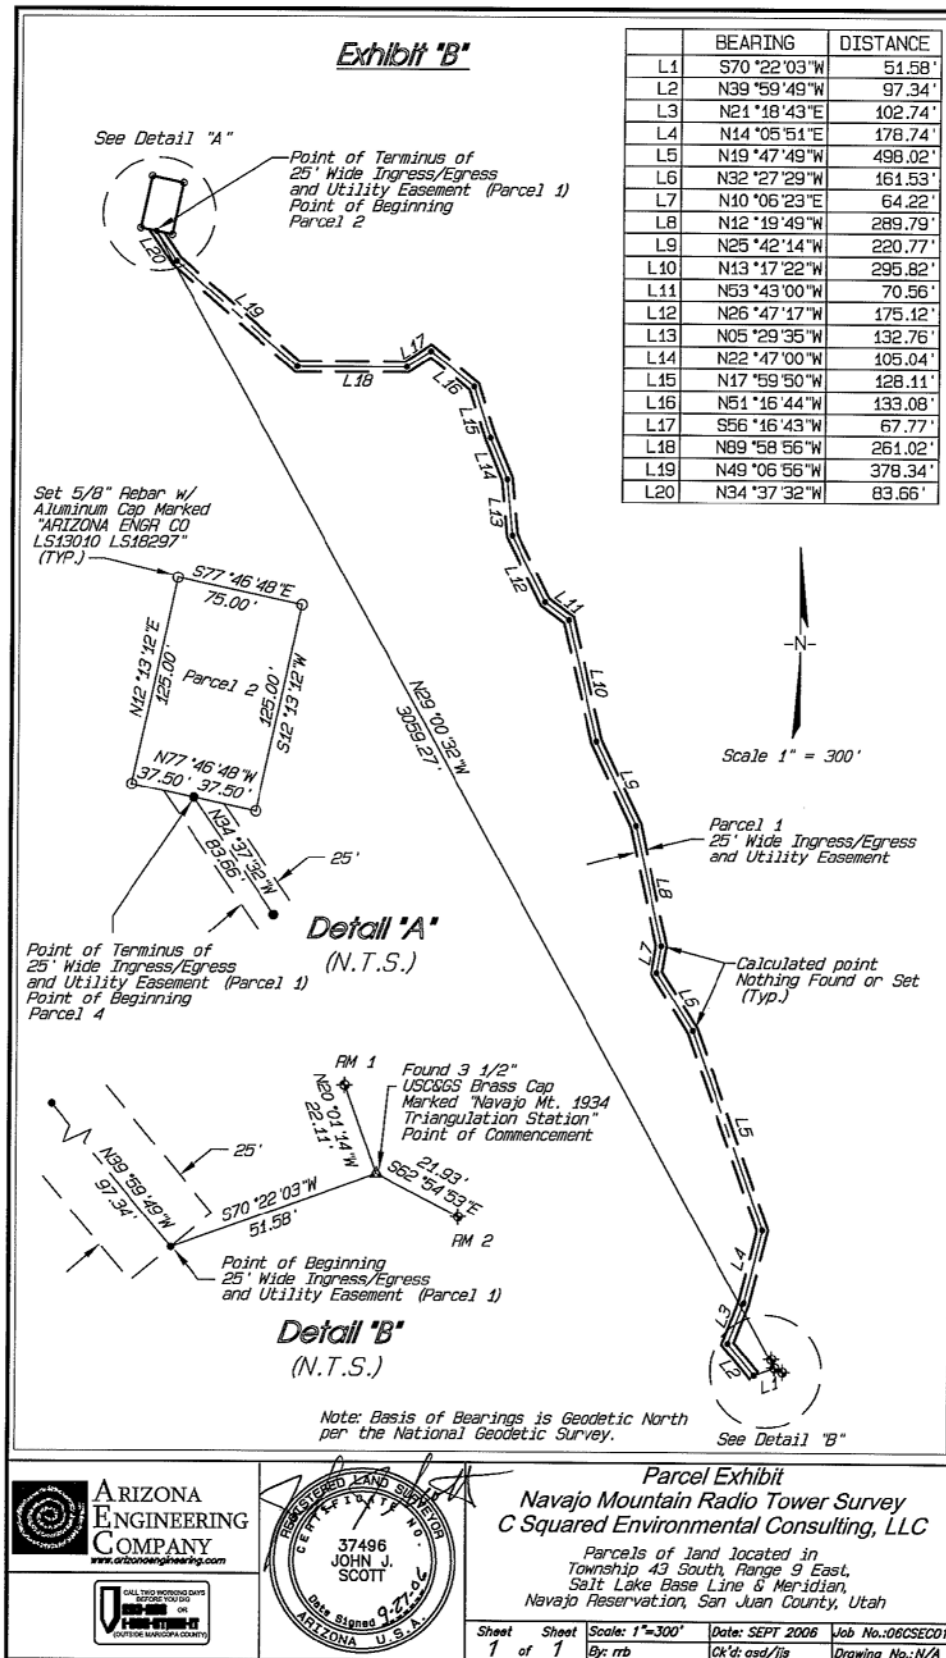 Exhibit "B"
BEARING DISTANCE
L1 S70°22'03"W 51.58'
L2 N39°59'49"W 97.34'
L3 N21°18'43"E 102.74'
L4 N14°05'51"E 178.74'
L5 N19°47'49"W 498.02'
L6 N32°27'29"W 161.53'
L7 N10°06'23"E 64.22'
L8 N12°19'49"W 289.79'
L9 N25°42'14"W 220.77'
L10 N13°17'22"W 295.82'
L11 N53°43'00"W 70.56'
L12 N26°47'17"W 175.12'
L13 N05°29'35"W 132.76'
L14 N22°47'00"W 105.04'
L15 N17°59'50"W 128.11'
L16 N51°16'44"W 133.08'
L17 S56°16'43"W 67.77'
L18 N89°58'56"W 261.02'
L19 N49°06'56"W 378.34'
L20 N34°37'32"W 83.66'
See Detail "A"
Point of Terminus of
25' Wide Ingress/Egress
and Utility Easement (Parcel 1)
Point of Beginning
Parcel 2
L20
L19
L18
L17
L16
L15
L14
L13
L12
L11
L10
L9
L8
L7
L6
L5
L4
L3
L2
L1
N29°00'32"W
3059.27'
Set 5/8" Rebar w/
Aluminum Cap Marked
"ARIZONA ENGR CO
LS13010 LS18297"
(TYP.)
S77°46'48"E
75.00'
N12°13'12"E
125.00'
Parcel 2
125.00'
S12°13'12"W
N77°46'48"W
37.50' 37.50'
N34°37'32"W
83.66'
25'
Detail "A"
(N.T.S.)
Point of Terminus of
25' Wide Ingress/Egress
and Utility Easement (Parcel 1)
Point of Beginning
Parcel 4
-N-
Scale 1" = 300'
Parcel 1
25' Wide Ingress/Egress
and Utility Easement
Calculated point
Nothing Found or Set
(Typ.)
RM 1
N20°01'14"W
22.11'
Found 3 1/2"
USC&GS Brass Cap
Marked "Navajo Mt. 1934
Triangulation Station"
Point of Commencement
21.93'
S62°54'53"E
RM 2
25'
N39°59'49"W
97.34'
S70°22'03"W
51.58'
Point of Beginning
25' Wide Ingress/Egress
and Utility Easement (Parcel 1)
Detail "B"
(N.T.S.)
Note: Basis of Bearings is Geodetic North
per the National Geodetic Survey.
See Detail "B"
ARIZONA
ENGINEERING
COMPANY
www.arizonaengineering.com
CALL TWO WORKING DAYS
BEFORE YOU DIG
OR
(OUTSIDE MARICOPA COUNTY)
REGISTERED LAND SURVEYOR
CERTIFICATE NO.
37496
JOHN J.
SCOTT
Date Signed 9-27-06
ARIZONA U.S.A.
Parcel Exhibit
Navajo Mountain Radio Tower Survey
C Squared Environmental Consulting, LLC
Parcels of land located in
Township 43 South, Range 9 East,
Salt Lake Base Line & Meridian,
Navajo Reservation, San Juan County, Utah
Sheet 1 of Sheet 1
Scale: 1"=300' Date: SEPT 2006 Job No.:06CSEC01
By: rrb Ck'd: asd/jjs Drawing No.: N/A